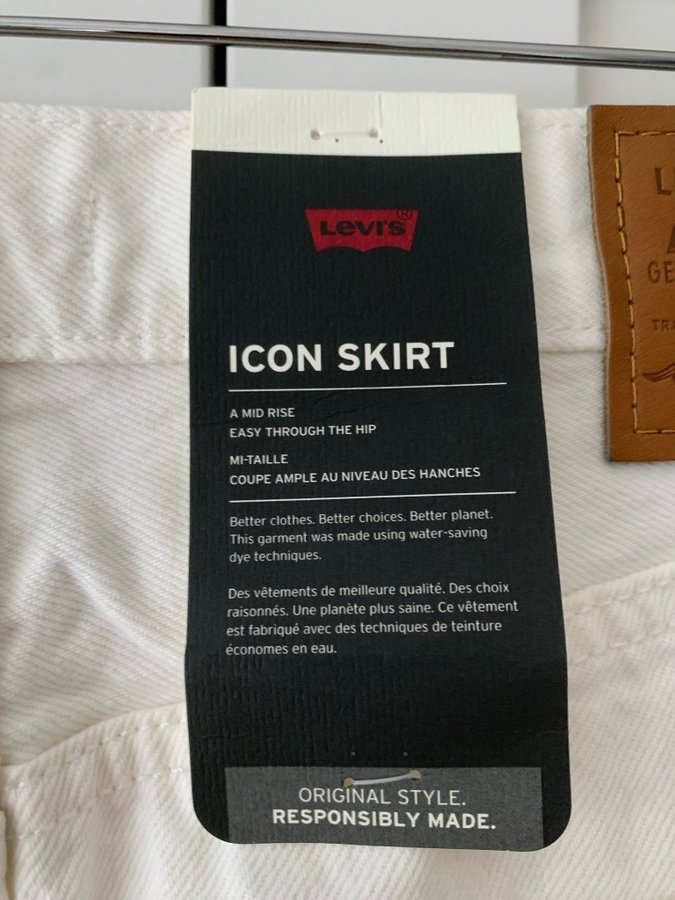 Levi's®
ICON SKIRT
A MID RISE
EASY THROUGH THE HIP
MI-TAILLE
COUPE AMPLE AU NIVEAU DES HANCHES
Better clothes. Better choices. Better planet.
This garment was made using water-saving
dye techniques.
Des vêtements de meilleure qualité. Des choix
raisonnés. Une planète plus saine. Ce vêtement
est fabriqué avec des techniques de teinture
économes en eau.
ORIGINAL STYLE.
RESPONSIBLY MADE.